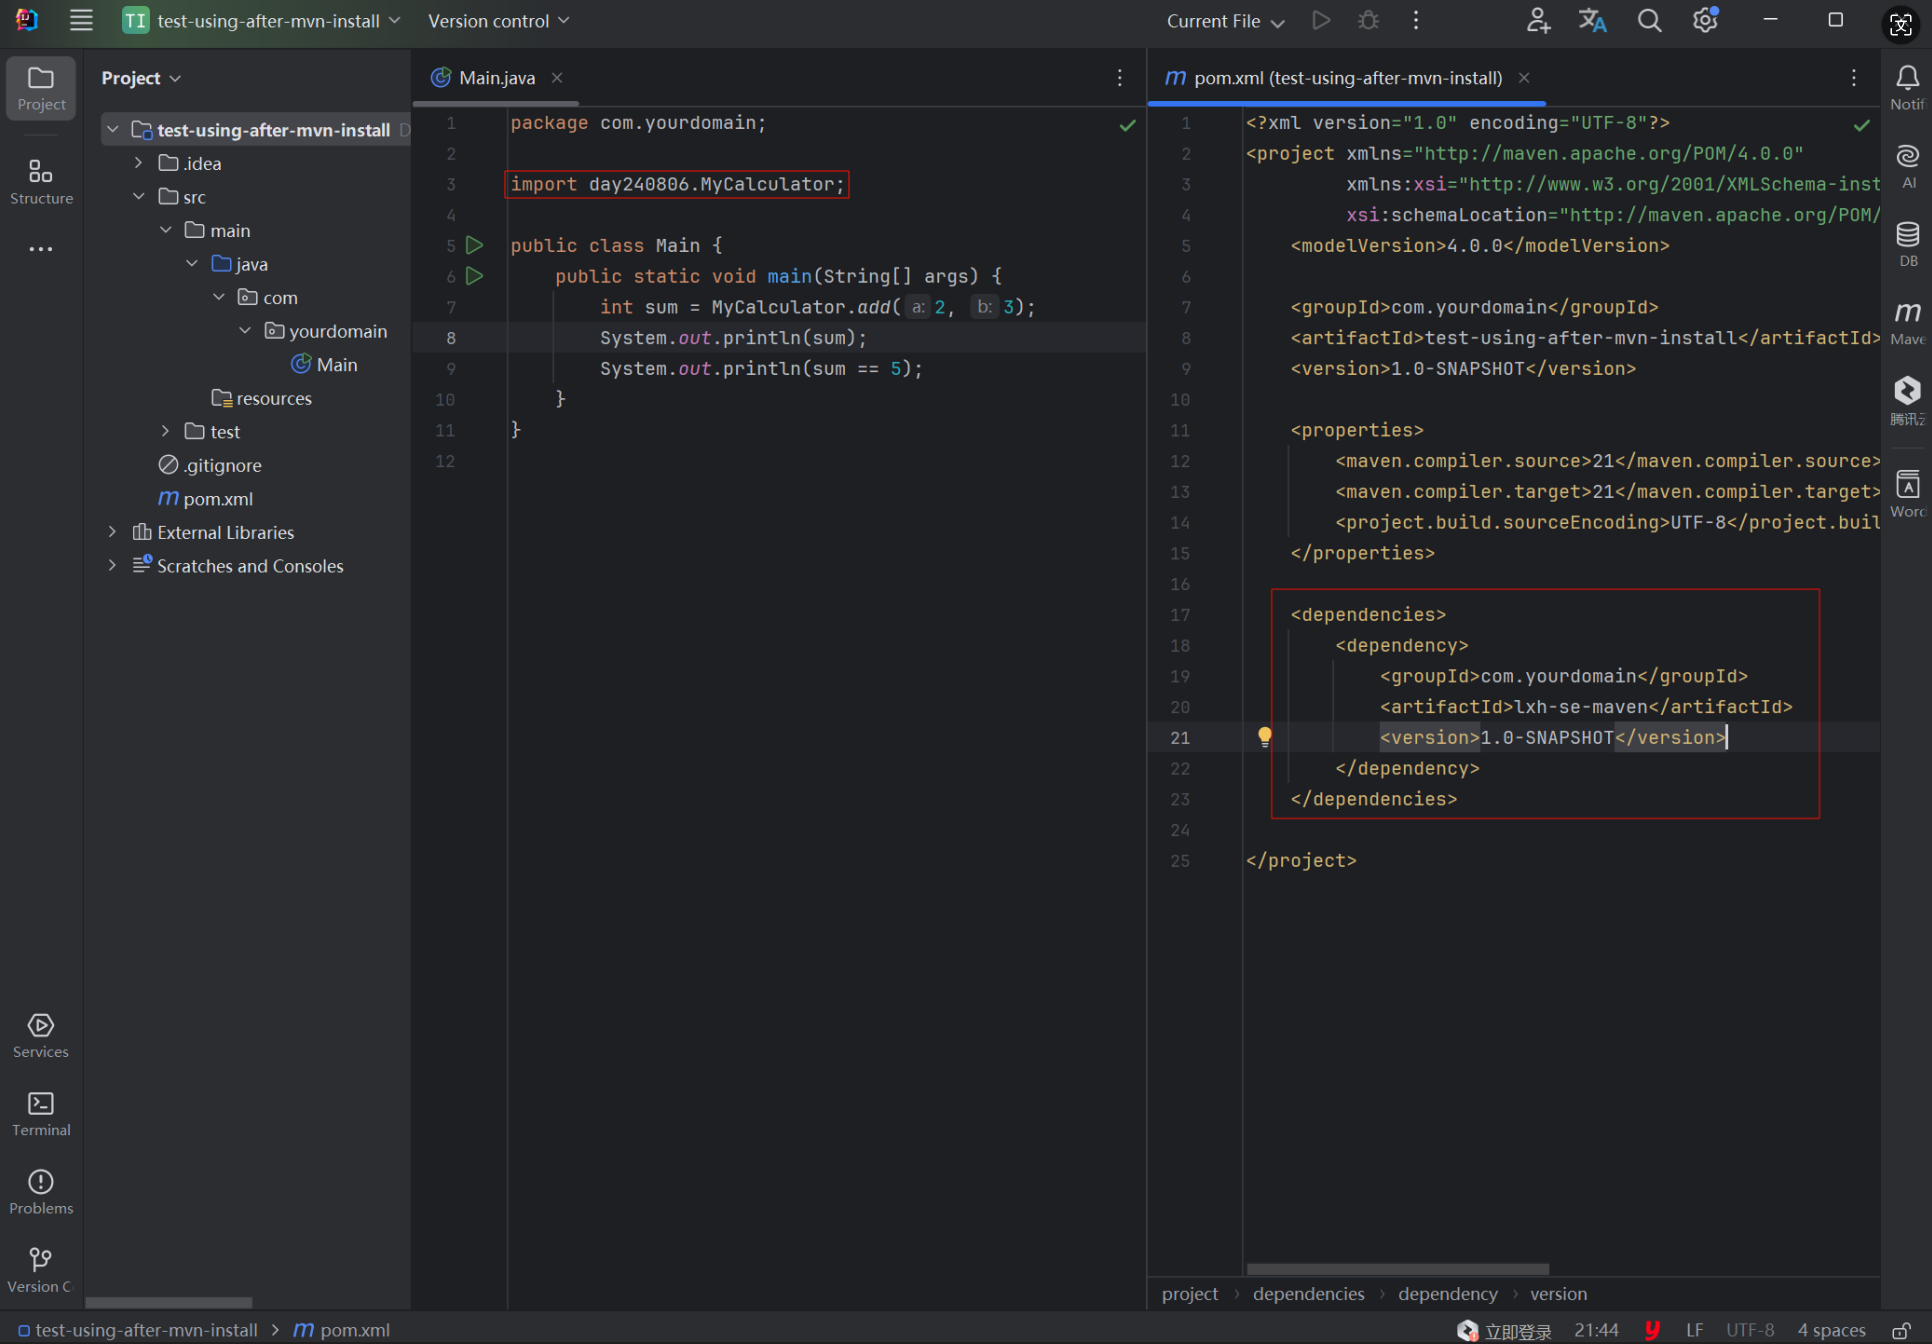 TI test-using-after-mvn-install Version control Current File
Project
Structure
Services
Terminal
Problems
Version C
Project
test-using-after-mvn-install
.idea
src
main
java
com
yourdomain
Main
resources
test
.gitignore
pom.xml
External Libraries
Scratches and Consoles
Main.java
1 package com.yourdomain;
2
3 import day240806.MyCalculator;
4
5 public class Main {
6 public static void main(String[] args) {
7 int sum = MyCalculator.add( a: 2, b: 3);
8 System.out.println(sum);
9 System.out.println(sum == 5);
10 }
11 }
12
pom.xml (test-using-after-mvn-install)
1 <?xml version="1.0" encoding="UTF-8"?>
2 <project xmlns="http://maven.apache.org/POM/4.0.0"
3 xmlns:xsi="http://www.w3.org/2001/XMLSchema-inst
4 xsi:schemaLocation="http://maven.apache.org/POM/
5 <modelVersion>4.0.0</modelVersion>
6
7 <groupId>com.yourdomain</groupId>
8 <artifactId>test-using-after-mvn-install</artifactId>
9 <version>1.0-SNAPSHOT</version>
10
11 <properties>
12 <maven.compiler.source>21</maven.compiler.source>
13 <maven.compiler.target>21</maven.compiler.target>
14 <project.build.sourceEncoding>UTF-8</project.buil
15 </properties>
16
17 <dependencies>
18 <dependency>
19 <groupId>com.yourdomain</groupId>
20 <artifactId>lxh-se-maven</artifactId>
21 <version>1.0-SNAPSHOT</version>
22 </dependency>
23 </dependencies>
24
25 </project>
project › dependencies › dependency › version
Notif
AI
DB
Mave
腾讯云
Word
test-using-after-mvn-install > pom.xml
立即登录 21:44 LF UTF-8 4 spaces